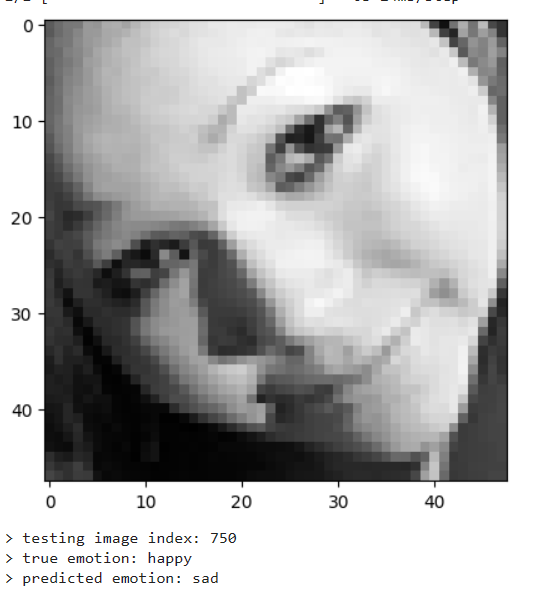 0
10
20
30
40
0 10 20 30 40
> testing image index: 750
> true emotion: happy
> predicted emotion: sad